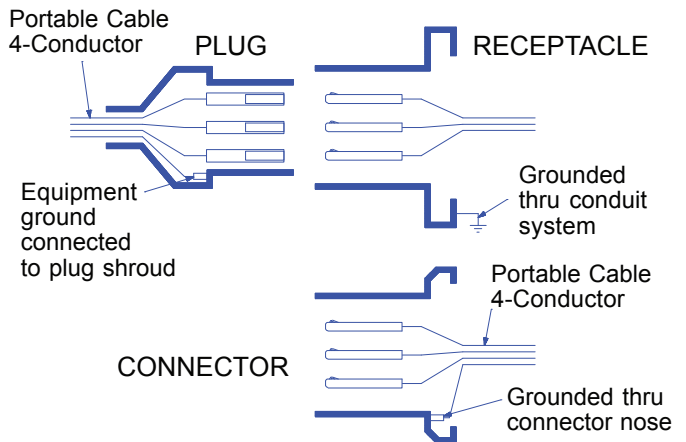 Portable Cable
4-Conductor
PLUG
RECEPTACLE
Equipment
ground
connected
to plug shroud
Grounded
thru conduit
system
Portable Cable
4-Conductor
CONNECTOR
Grounded thru
connector nose